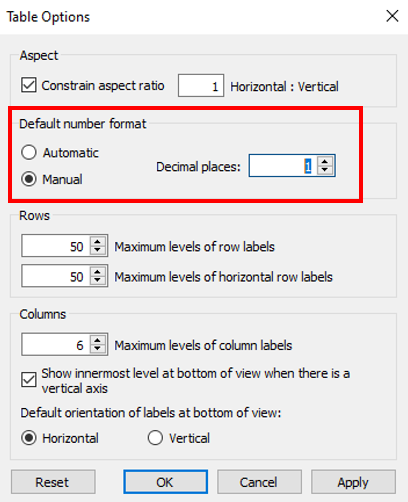 Table Options
Aspect
Constrain aspect ratio 1 Horizontal : Vertical
Default number format
Automatic
Decimal places: 1
Manual
Rows
50 Maximum levels of row labels
50 Maximum levels of horizontal row labels
Columns
6 Maximum levels of column labels
Show innermost level at bottom of view when there is a
vertical axis
Default orientation of labels at bottom of view:
Horizontal Vertical
Reset OK Cancel Apply